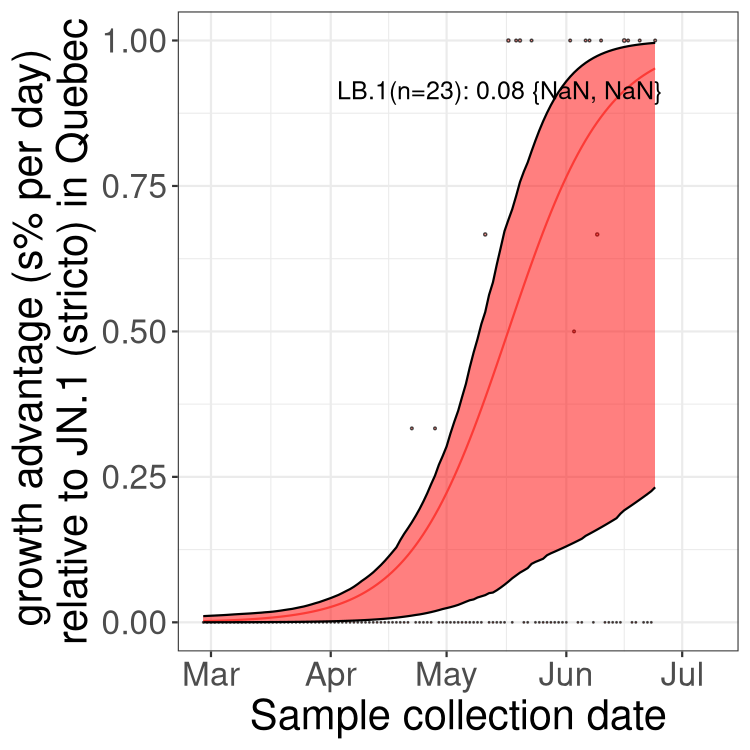 growth advantage (s% per day)
relative to JN.1 (stricto) in Quebec
1.00
0.75
0.50
0.25
0.00
LB.1(n=23): 0.08 {NaN, NaN}
Mar Apr May Jun Jul
Sample collection date